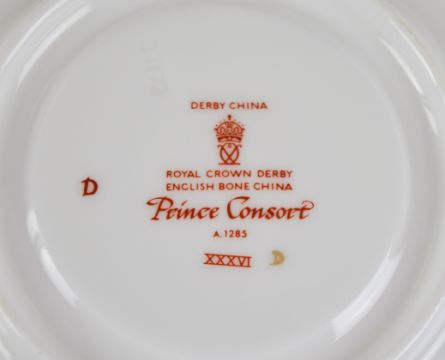 DERBY CHINA
ROYAL CROWN DERBY
ENGLISH BONE CHINA
D
Prince Consort
A.1285
XXXVI D